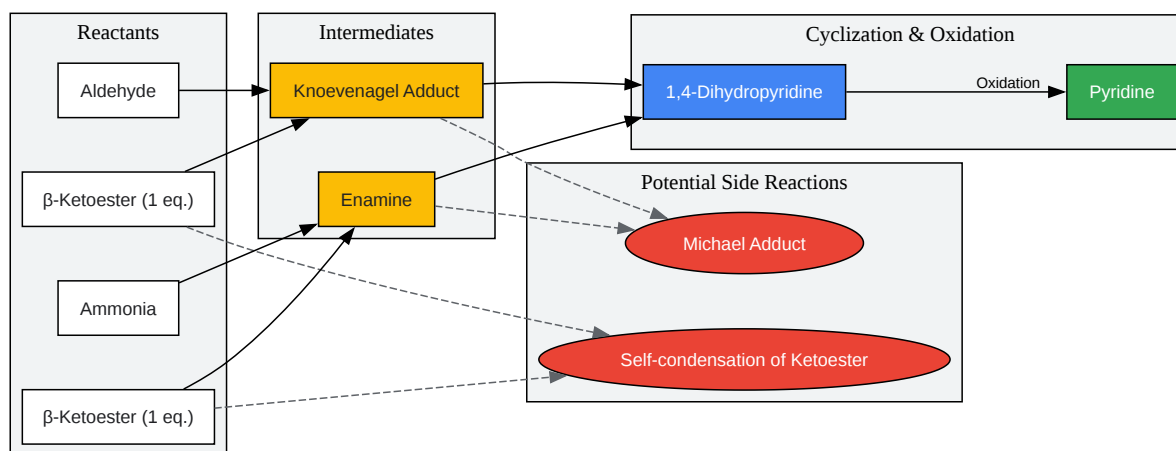 Reactants
Aldehyde
β-Ketoester (1 eq.)
Ammonia
β-Ketoester (1 eq.)
Intermediates
Knoevenagel Adduct
Enamine
Cyclization & Oxidation
1,4-Dihydropyridine
Oxidation
Pyridine
Potential Side Reactions
Michael Adduct
Self-condensation of Ketoester